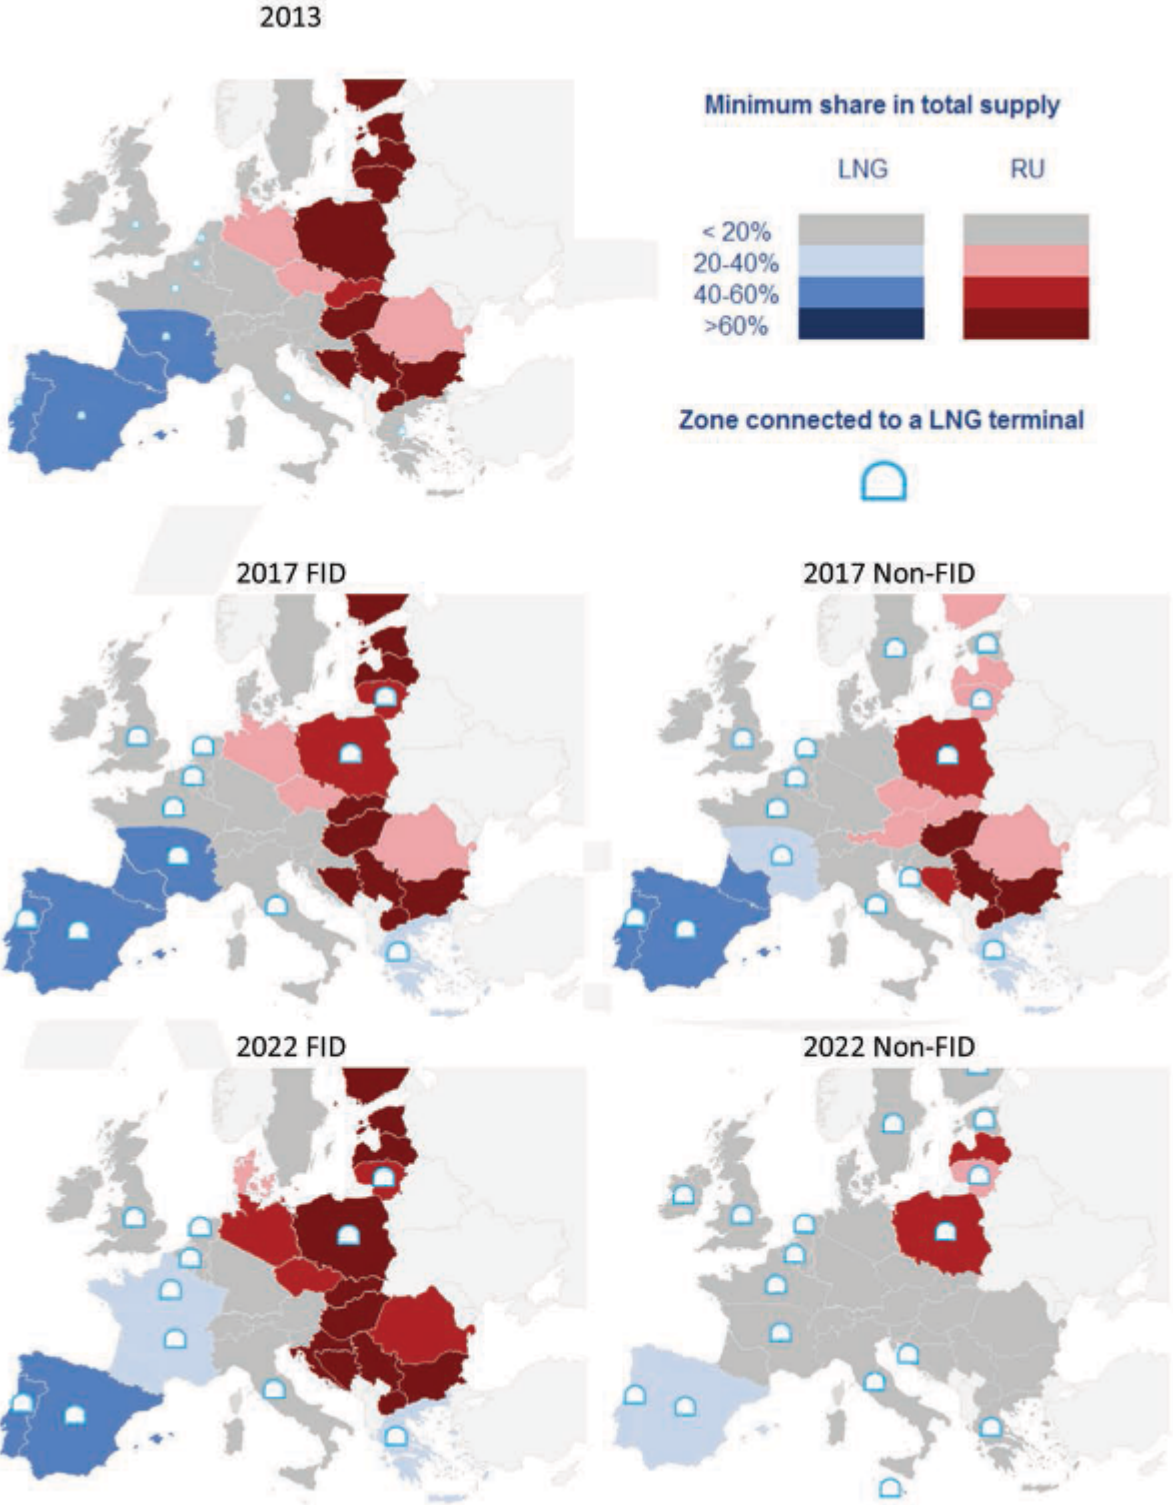 2013
Minimum share in total supply
LNG RU
< 20%
20-40%
40-60%
>60%
Zone connected to a LNG terminal
2017 FID
2017 Non-FID
2022 FID
2022 Non-FID